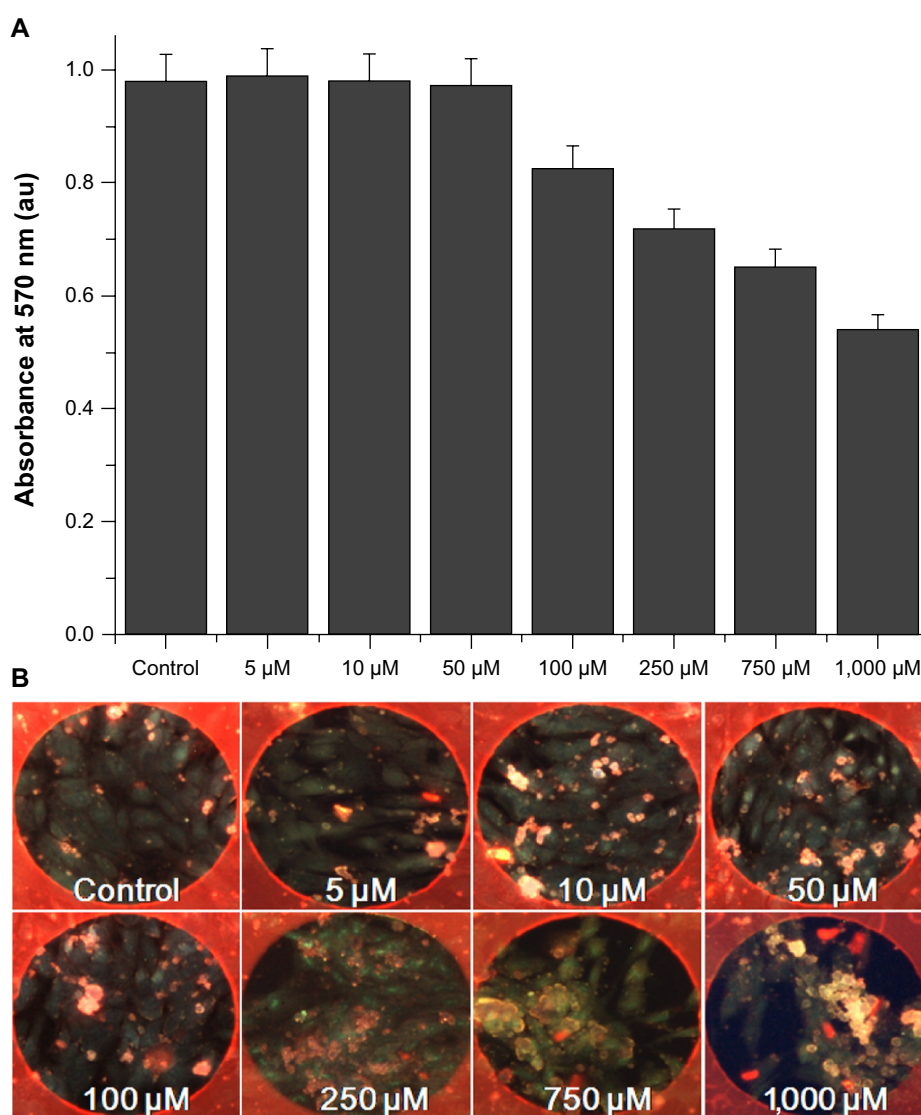 A
Absorbance at 570 nm (au)
1.0
0.8
0.6
0.4
0.2
0.0
Control 5 µM 10 µM 50 µM 100 µM 250 µM 750 µM 1,000 µM
B
Control 5 µM 10 µM 50 µM
100 µM 250 µM 750 µM 1,000 µM